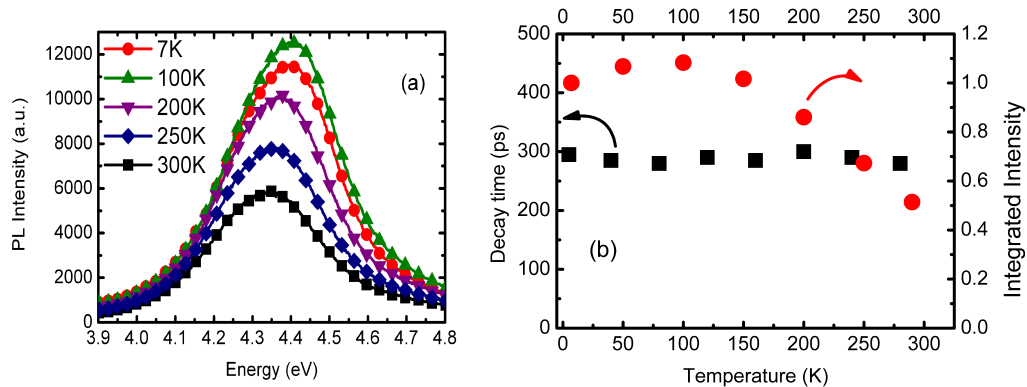 12000
10000
8000
6000
4000
2000
0
PL Intensity (a.u.)
7K
100K
200K
250K
300K
(a)
3.9 4.0 4.1 4.2 4.3 4.4 4.5 4.6 4.7 4.8
Energy (eV)
0 50 100 150 200 250 300
500
400
300
200
100
0
Decay time (ps)
(b)
1.2
1.0
0.8
0.6
0.4
0.2
0.0
Integrated Intensity
0 50 100 150 200 250 300
Temperature (K)